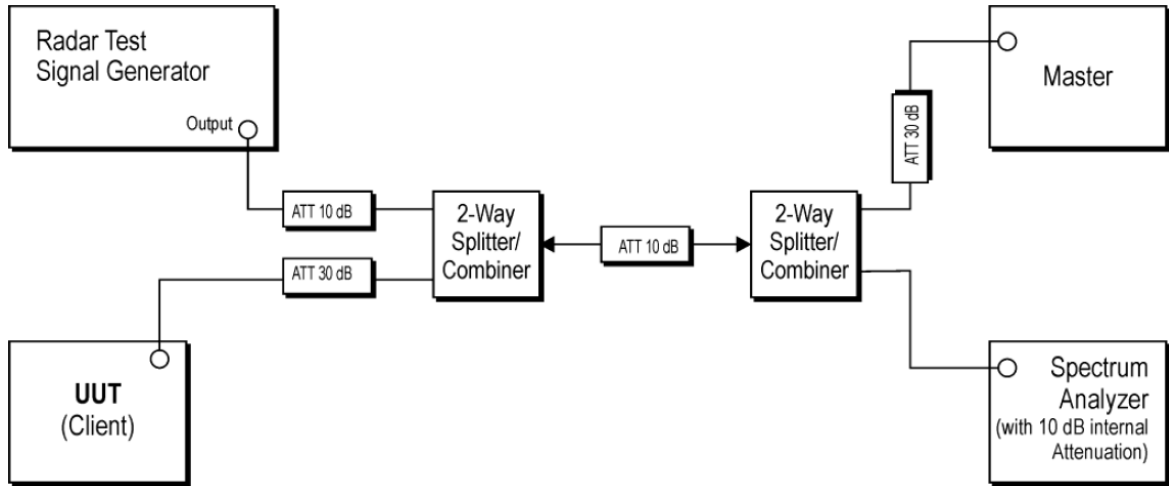 Radar Test
Signal Generator
Output
ATT 10 dB
ATT 30 dB
UUT
(Client)
2-Way
Splitter/
Combiner
ATT 10 dB
2-Way
Splitter/
Combiner
ATT 30 dB
Master
Spectrum
Analyzer
(with 10 dB internal
Attenuation)